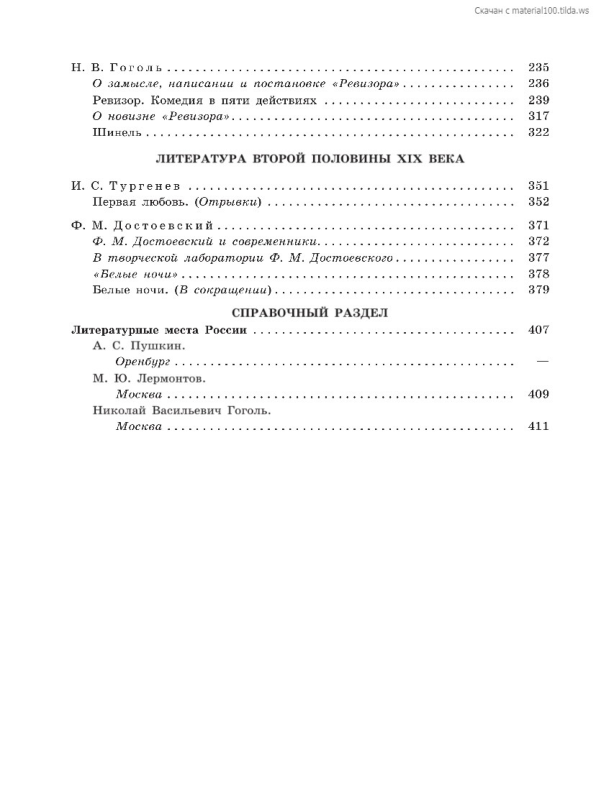 Скачан с material100.tilda.ws
Н. В. Гоголь . . . . . . . . . . . . . . . . . . . . . . . . . . . . . . . . . . . . . . . . . . . 235
О замысле, написании и постановке «Ревизора» . . . . . . . . . . . . . 236
Ревизор. Комедия в пяти действиях . . . . . . . . . . . . . . . . . . . . . . . 239
О новизне «Ревизора» . . . . . . . . . . . . . . . . . . . . . . . . . . . . . . . . . . . 317
Шинель . . . . . . . . . . . . . . . . . . . . . . . . . . . . . . . . . . . . . . . . . . . . . . . 322
ЛИТЕРАТУРА ВТОРОЙ ПОЛОВИНЫ XIX ВЕКА
И. С. Тургенев . . . . . . . . . . . . . . . . . . . . . . . . . . . . . . . . . . . . . . . . . 351
Первая любовь. (Отрывки) . . . . . . . . . . . . . . . . . . . . . . . . . . . . . . . 352
Ф. М. Достоевский . . . . . . . . . . . . . . . . . . . . . . . . . . . . . . . . . . . . . . 371
Ф. М. Достоевский и современники. . . . . . . . . . . . . . . . . . . . . . . . 372
В творческой лаборатории Ф. М. Достоевского . . . . . . . . . . . . . . 377
«Белые ночи» . . . . . . . . . . . . . . . . . . . . . . . . . . . . . . . . . . . . . . . . . . 378
Белые ночи. (В сокращении) . . . . . . . . . . . . . . . . . . . . . . . . . . . . . . 379
СПРАВОЧНЫЙ РАЗДЕЛ
Литературные места России . . . . . . . . . . . . . . . . . . . . . . . . . . . . . . 407
А. С. Пушкин.
Оренбург . . . . . . . . . . . . . . . . . . . . . . . . . . . . . . . . . . . . . . . . . . . . . —
М. Ю. Лермонтов.
Москва . . . . . . . . . . . . . . . . . . . . . . . . . . . . . . . . . . . . . . . . . . . . . . . 409
Николай Васильевич Гоголь.
Москва . . . . . . . . . . . . . . . . . . . . . . . . . . . . . . . . . . . . . . . . . . . . . . . 411